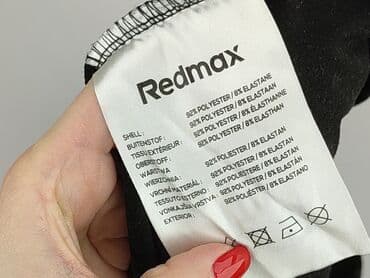 Redmax
SHELL : 92% POLYESTER / 8% ELASTANE
BUITENSTOF : 92% POLYESTER / 8% ELASTAAN
TISSU EXTÉRIEUR : 92% POLYESTER / 8% ÉLASTHANNE
OBERSTOFF : 92% POLYESTER / 8% ELASTHAN
WARSTWA
WIERZCHNIA : 92% POLIESTER / 8% ELASTAN
VRCHNÍ MATERIÁL : 92% POLYESTER / 8% ELASTAN
TESSUTO ESTERNO : 92% POLIESTERE / 8% ELASTAN
VONKAJŠIA VRSTVA : 92% POLYESTER / 8% ELASTAN
EXTERIOR : 92% POLIÉSTER / 8% ELASTANO